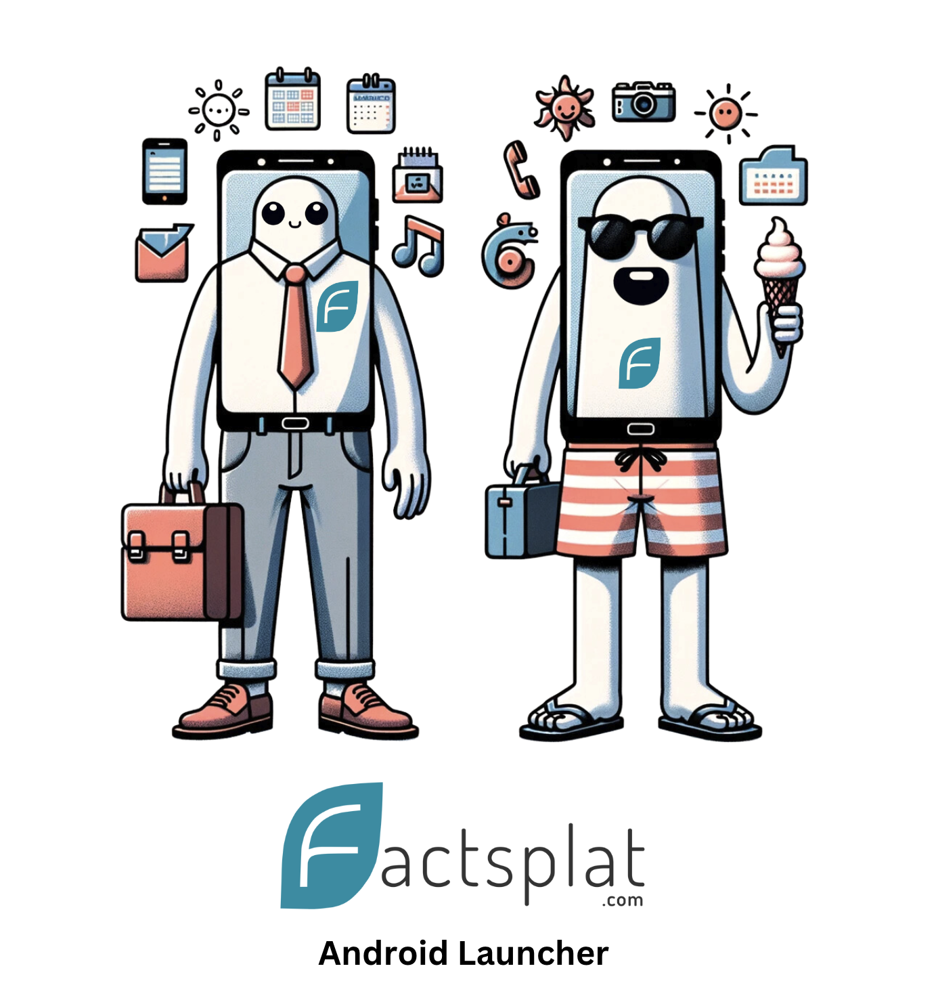 F
F
Factsplat
.com
Android Launcher